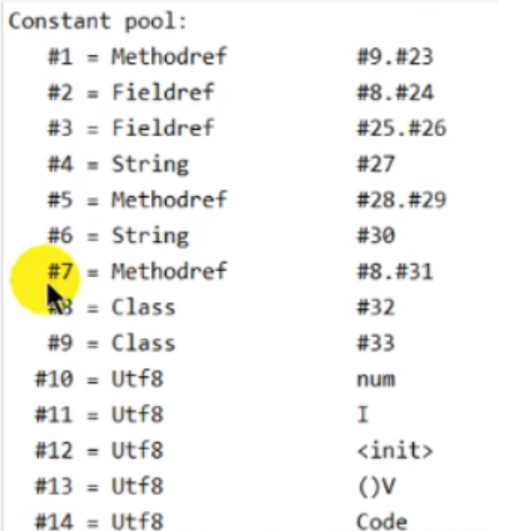 Constant pool:
#1 = Methodref #9.#23
#2 = Fieldref #8.#24
#3 = Fieldref #25.#26
#4 = String #27
#5 = Methodref #28.#29
#6 = String #30
#7 = Methodref #8.#31
#8 = Class #32
#9 = Class #33
#10 = Utf8 num
#11 = Utf8 I
#12 = Utf8 <init>
#13 = Utf8 ()V
#14 = Utf8 Code